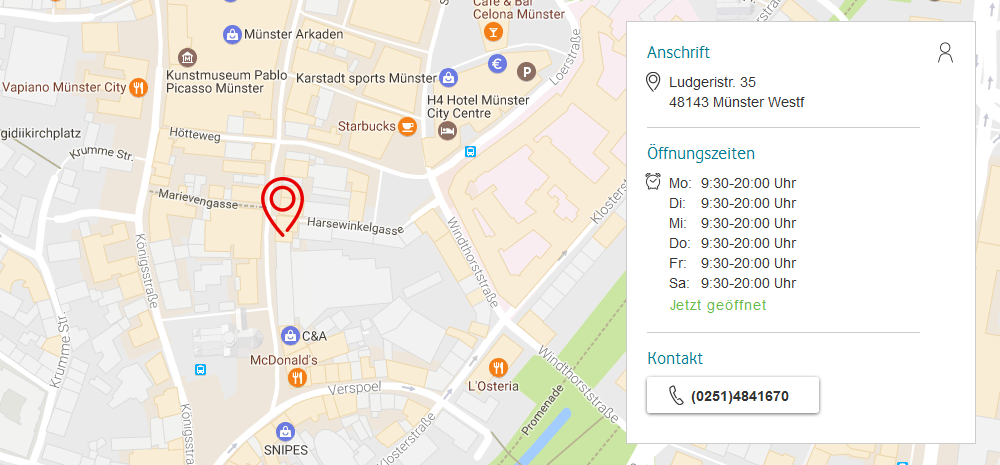 Café & Bar
Celona Münster
Münster Arkaden
Loerstraße
Kunstmuseum Pablo
Picasso Münster
Karstadt sports Münster
€
P
Vapiano Münster City
H4 Hotel Münster
City Centre
Starbucks
gidiikirchplatz
Hötteweg
Krumme Str.
Marievengasse
Harsewinkelgasse
Klosterst
Königsstraße
Windthorststraße
Krumme Str.
C&A
McDonald's
Verspoel
L'Osteria
Windthorststraße
Promenade
Königsstraße
Klosterstraße
SNIPES
Anschrift
Ludgeristr. 35
48143 Münster Westf
Öffnungszeiten
Mo: 9:30-20:00 Uhr
Di: 9:30-20:00 Uhr
Mi: 9:30-20:00 Uhr
Do: 9:30-20:00 Uhr
Fr: 9:30-20:00 Uhr
Sa: 9:30-20:00 Uhr
Jetzt geöffnet
Kontakt
(0251)4841670